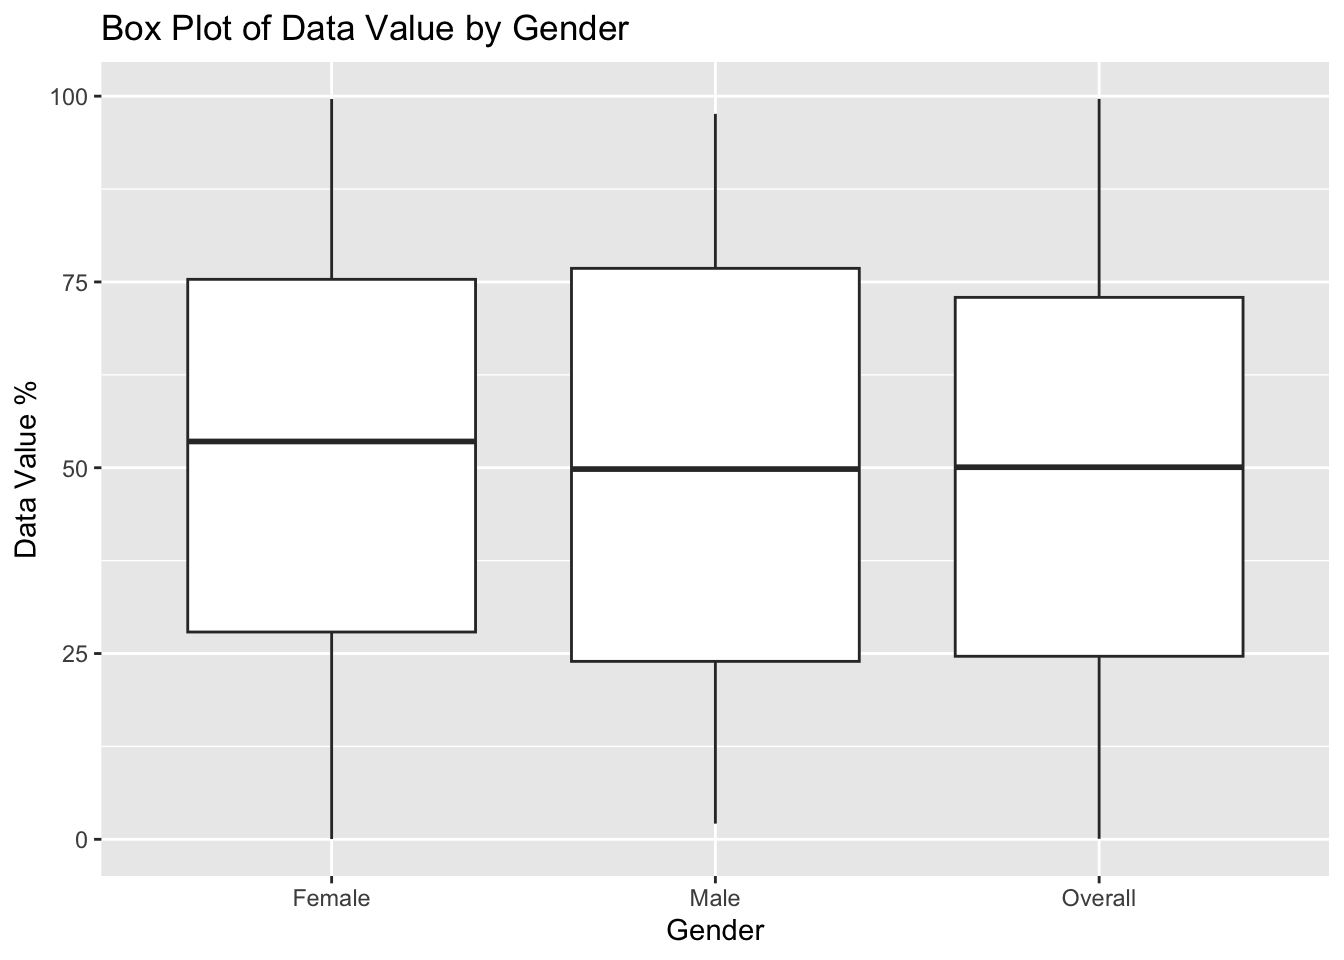 Box Plot of Data Value by Gender
Data Value %
100
75
50
25
0
Female
Male
Overall
Gender